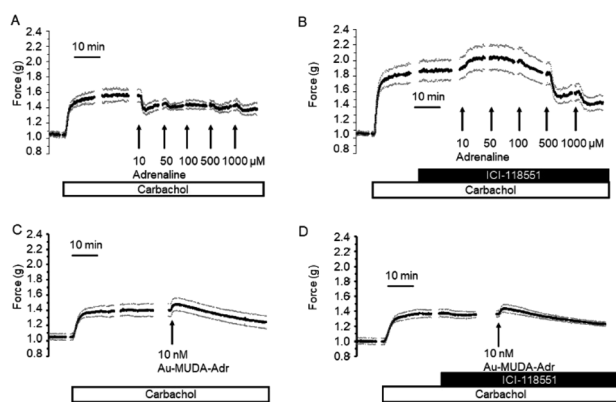 A
10 min
Force (g)
2.4
2.2
2.0
1.8
1.6
1.4
1.2
1.0
0.8
10 50 100 500 1000 µM
Adrenaline
Carbachol
B
Force (g)
2.4
2.2
2.0
1.8
1.6
1.4
1.2
1.0
0.8
10 min
10 50 100 500 1000 µM
Adrenaline
ICI-118551
Carbachol
C
10 min
Force (g)
2.4
2.2
2.0
1.8
1.6
1.4
1.2
1.0
0.8
10 nM
Au-MUDA-Adr
Carbachol
D
10 min
Force (g)
2.4
2.2
2.0
1.8
1.6
1.4
1.2
1.0
0.8
10 nM
Au-MUDA-Adr
ICI-118551
Carbachol